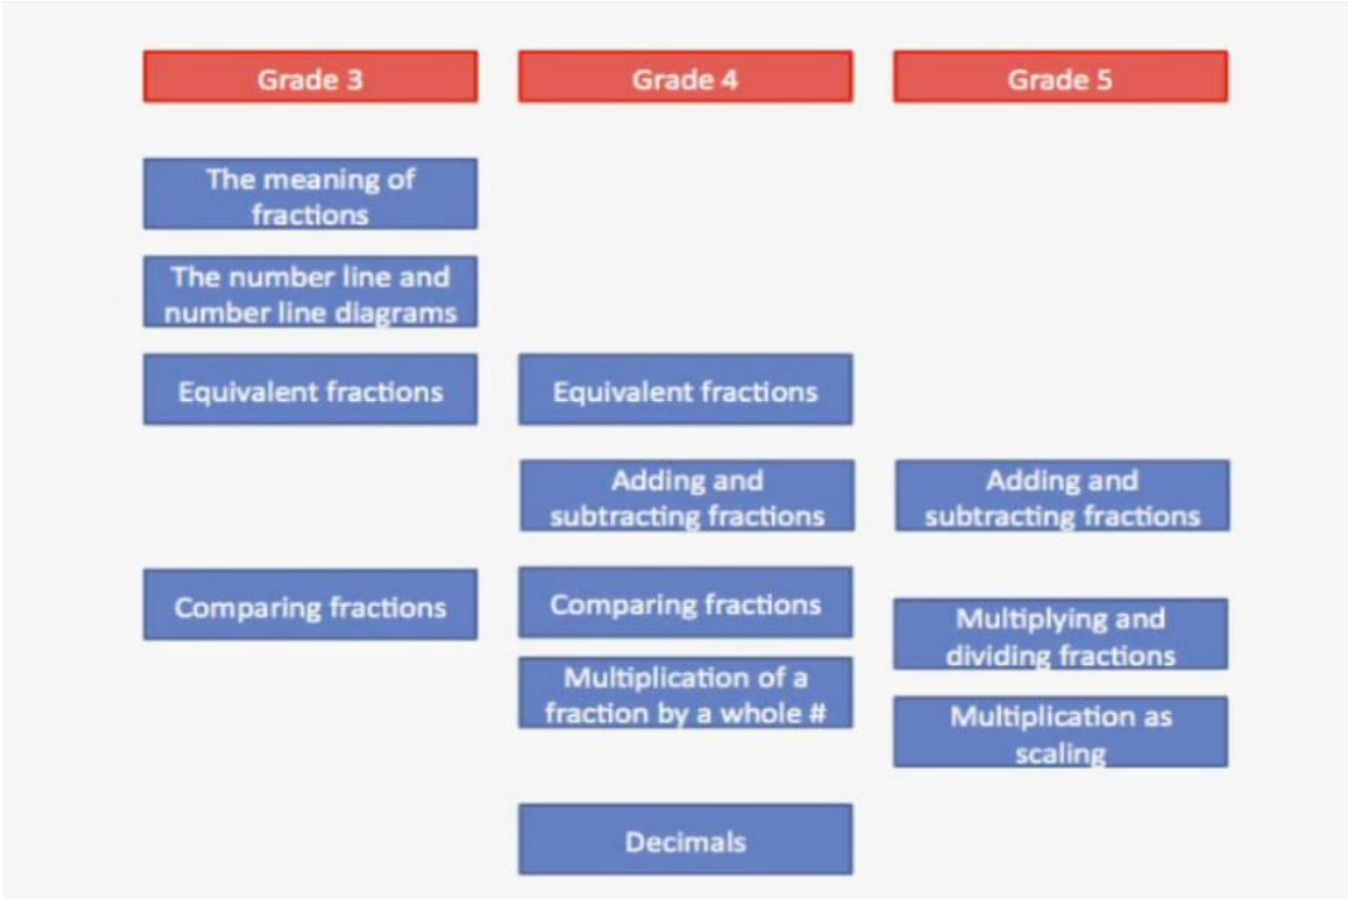 Grade 3
Grade 4
Grade 5
The meaning of
fractions
The number line and
number line diagrams
Equivalent fractions
Equivalent fractions
Adding and
subtracting fractions
Adding and
subtracting fractions
Comparing fractions
Comparing fractions
Multiplying and
dividing fractions
Multiplication of a
fraction by a whole #
Multiplication as
scaling
Decimals